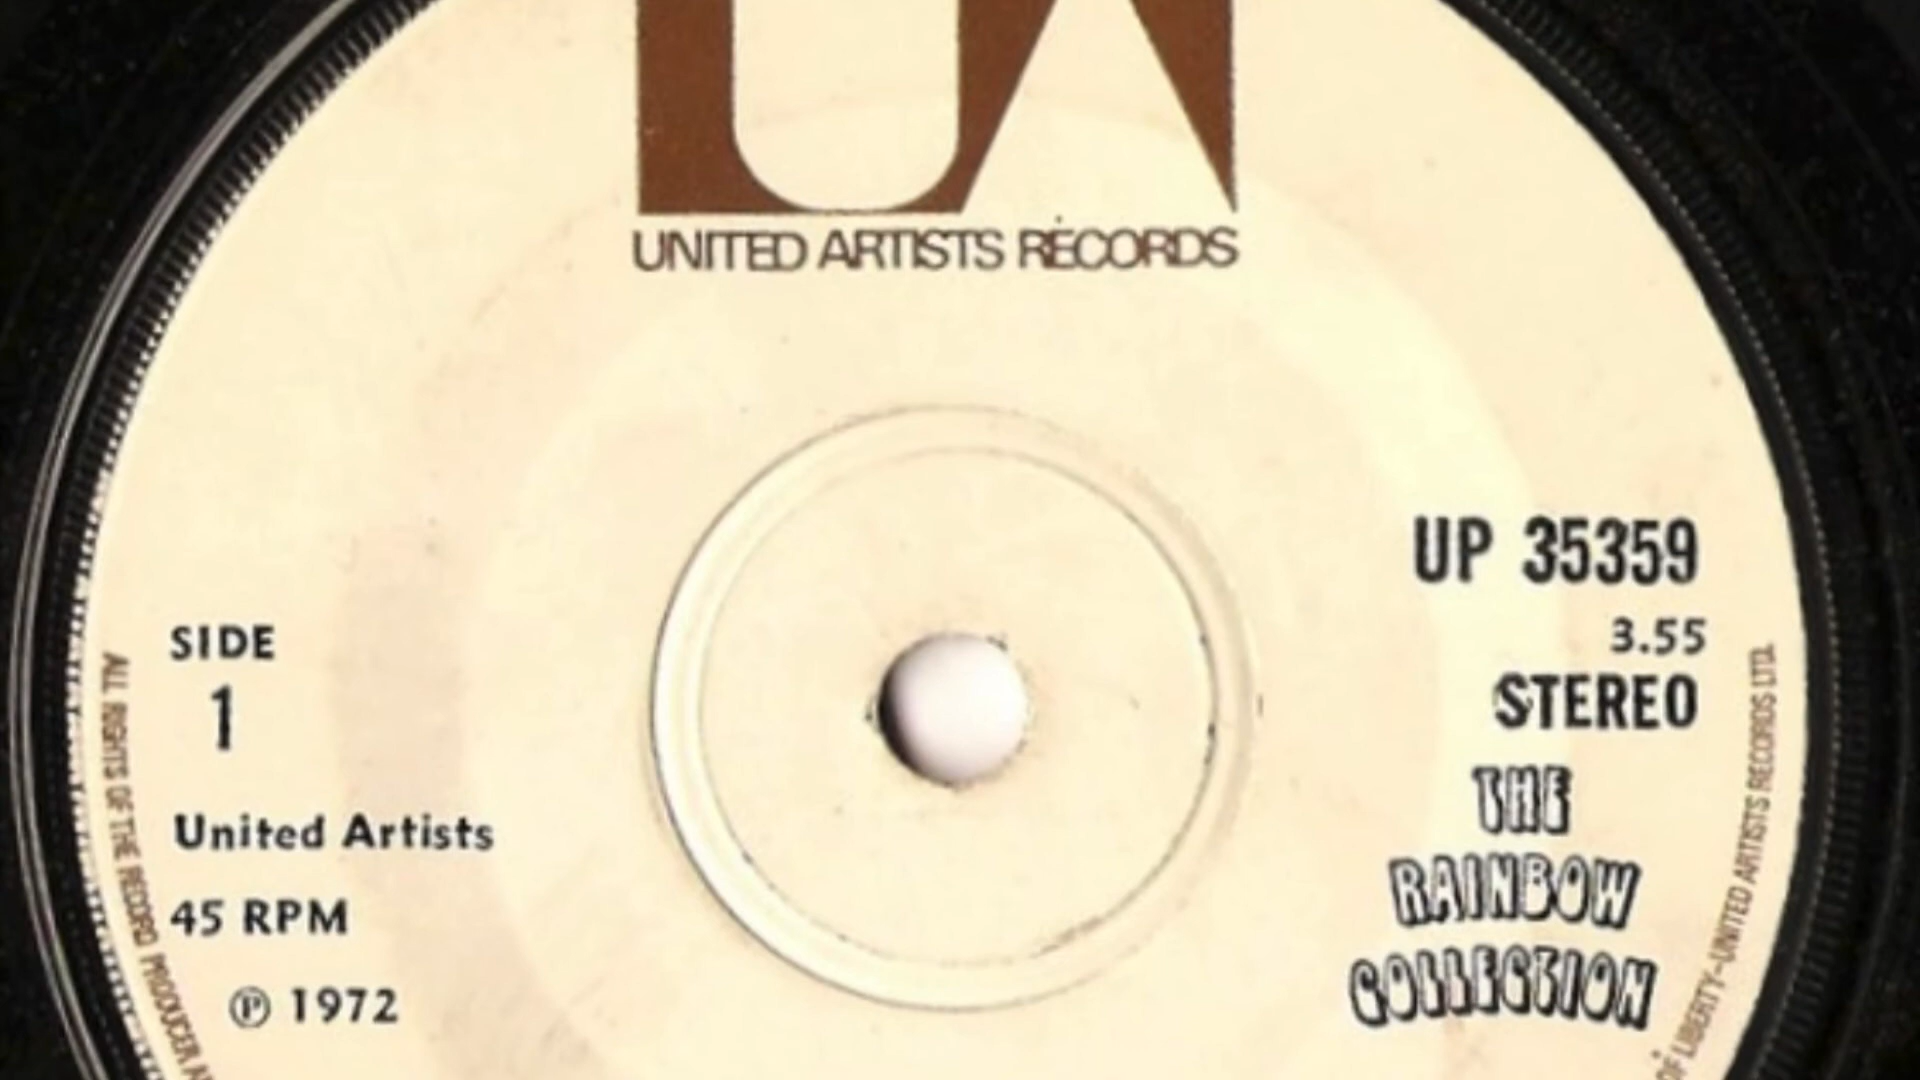 UA
UNITED ARTISTS RECORDS
UP 35359
3.55
SIDE
1
STEREO
THE
RAINBOW
COLLECTION
United Artists
45 RPM
℗ 1972
ALL RIGHTS OF THE RECORD PRODUCER
OF LIBERTY-UNITED ARTISTS RECORDS LTD.